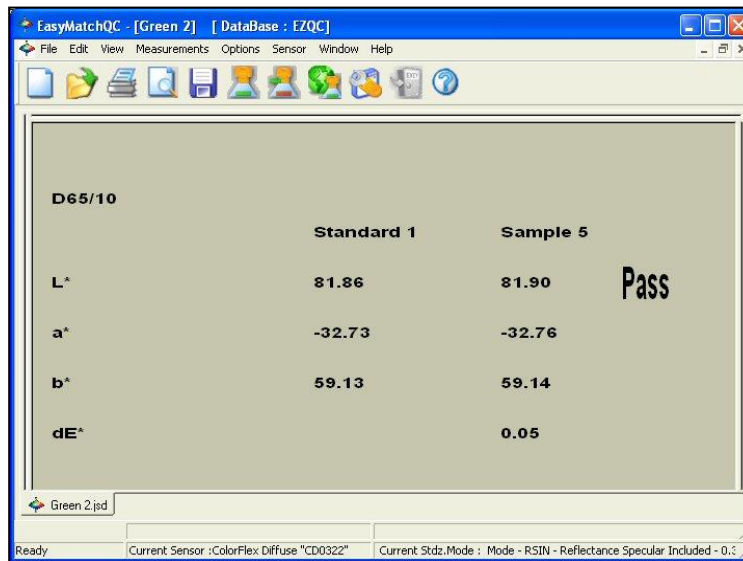 EasyMatchQC - [Green 2] [ DataBase : EZQC]
File Edit View Measurements Options Sensor Window Help
D65/10
Standard 1 Sample 5
L* 81.86 81.90 Pass
a* -32.73 -32.76
b* 59.13 59.14
dE* 0.05
Green 2.jsd
Ready Current Sensor :ColorFlex Diffuse "CD0322" Current Stdz.Mode : Mode - RSIN - Reflectance Specular Included - 0.3